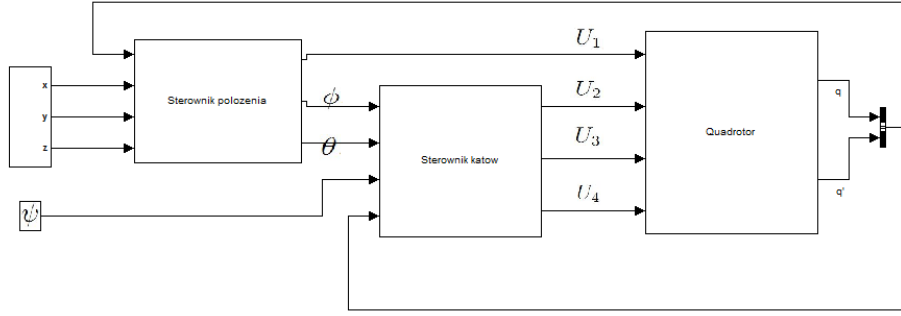 x
y
z
ψ
Sterownik polozenia
ϕ
θ
Sterownik katow
U₁
U₂
U₃
U₄
Quadrotor
q
q'